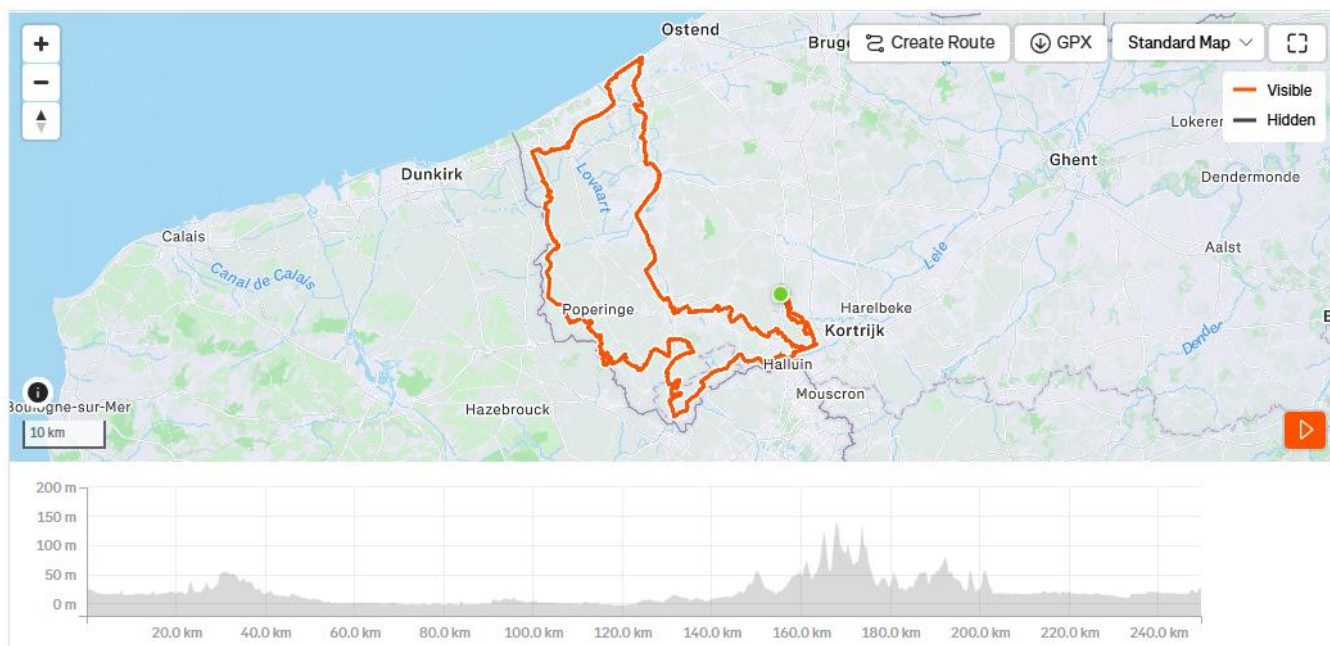 +
−
Ostend
Bruge
Create Route
GPX
Standard Map
Visible
Hidden
Lokeren
Ghent
Dendermonde
Dunkirk
Lovaart
Calais
Canal de Calais
Leie
Aalst
Poperinge
Harelbeke
Kortrijk
Halluin
Dender
Mouscron
Boulogne-sur-Mer
Hazebrouck
10 km
200 m
150 m
100 m
50 m
0 m
20.0 km 40.0 km 60.0 km 80.0 km 100.0 km 120.0 km 140.0 km 160.0 km 180.0 km 200.0 km 220.0 km 240.0 km